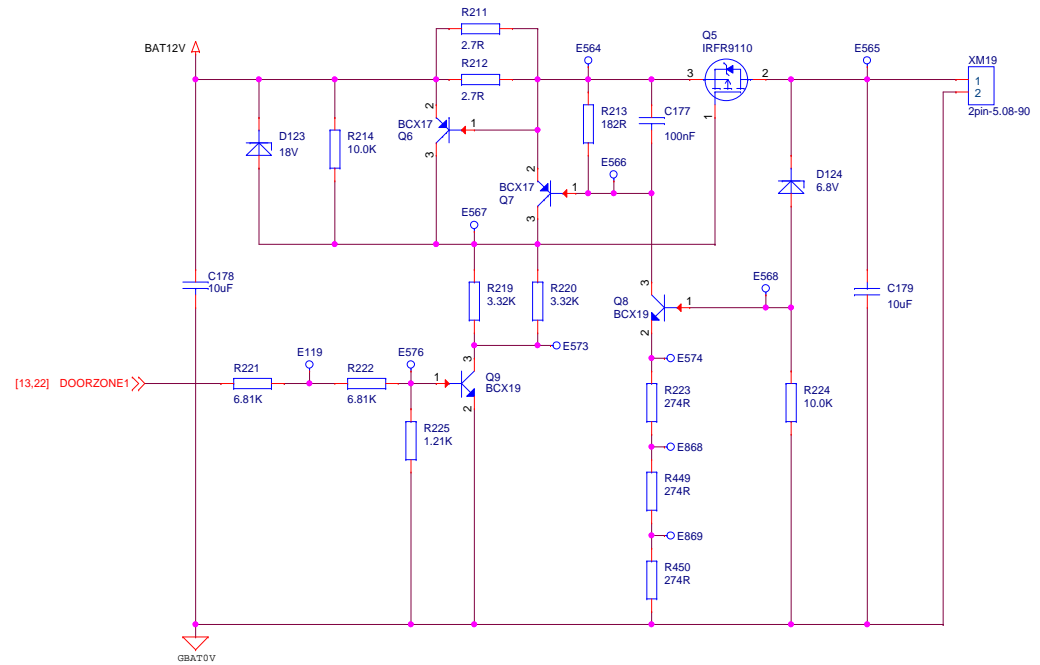 R211
2.7R
BAT12V
R212
2.7R
E564
Q5
IRFR9110
E565
XM19
3
2
1
1
2
2pin-5.08-90
D123
18V
R214
10.0K
2
BCX17
Q6
1
3
R213
182R
C177
100nF
E566
2
BCX17
Q7
1
3
D124
6.8V
E567
C178
10uF
R219
3.32K
R220
3.32K
Q8
BCX19
3
1
2
E568
C179
10uF
E573
E574
[13,22] DOORZONE1
R221
6.81K
E119
R222
6.81K
E576
1
3
2
Q9
BCX19
R225
1.21K
R223
274R
R224
10.0K
E868
R449
274R
E869
R450
274R
GBAT0V